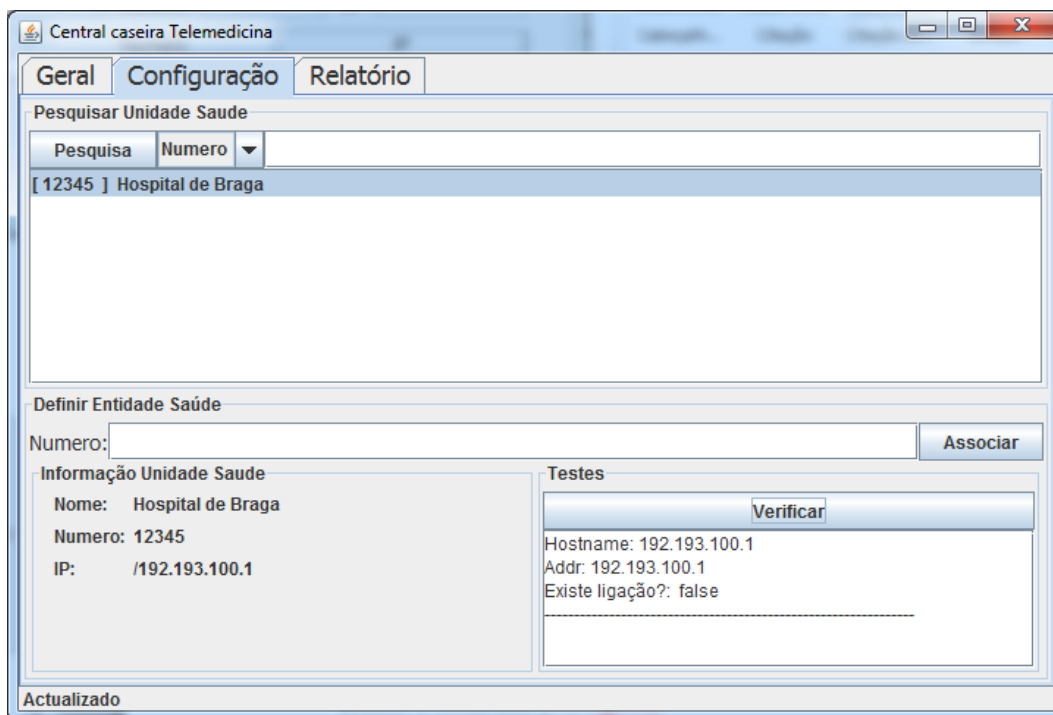 Central caseira Telemedicina
Geral Configuração Relatório
Pesquisar Unidade Saude
Pesquisa Numero
[ 12345 ] Hospital de Braga
Definir Entidade Saúde
Numero: Associar
Informação Unidade Saude
Nome: Hospital de Braga
Numero: 12345
IP: /192.193.100.1
Testes
Verificar
Hostname: 192.193.100.1
Addr: 192.193.100.1
Existe ligação?: false
--------------------------------------------------------------------------
Actualizado